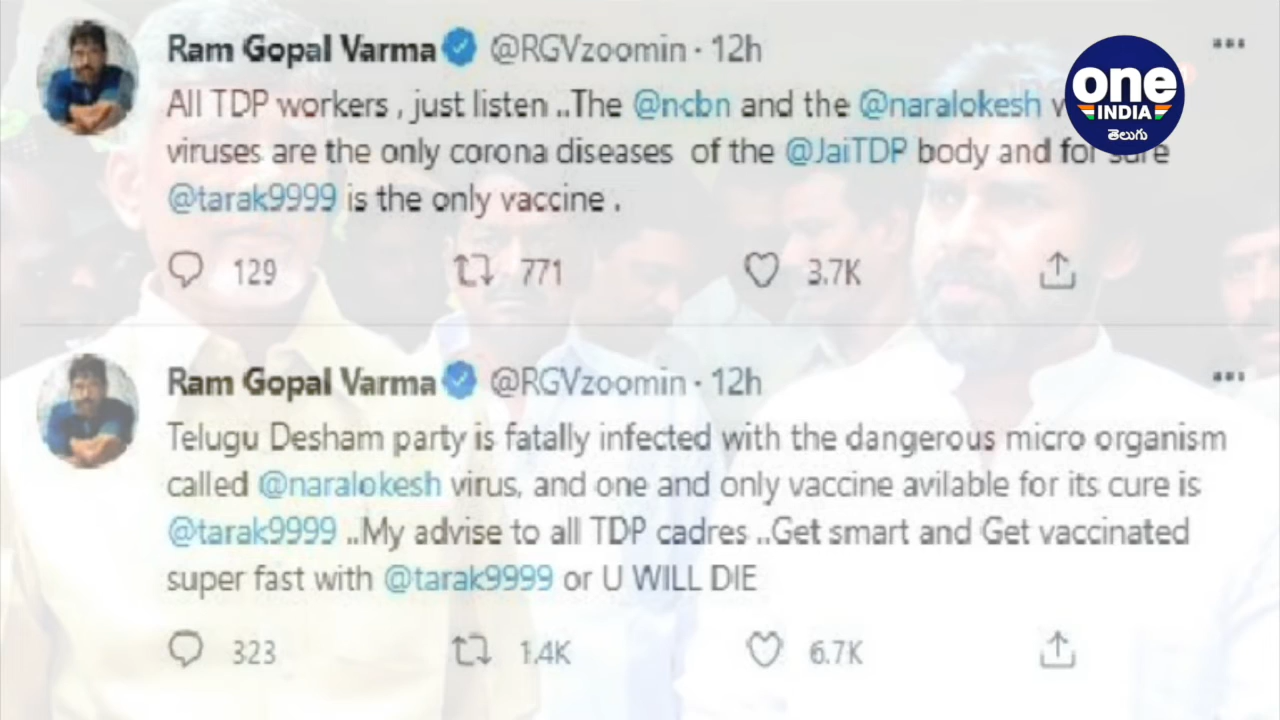 Ram Gopal Varma @RGVzoomin · 12h
one
INDIA
తెలుగు
All TDP workers , just listen ..The @ncbn and the @naralokesh
viruses are the only corona diseases of the @JaiTDP body and for sure
@tarak9999 is the only vaccine .
129 771 3.7K
Ram Gopal Varma @RGVzoomin · 12h
Telugu Desham party is fatally infected with the dangerous micro organism
called @naralokesh virus, and one and only vaccine avilable for its cure is
@tarak9999 ..My advise to all TDP cadres ..Get smart and Get vaccinated
super fast with @tarak9999 or U WILL DIE
323 1.4K 6.7K